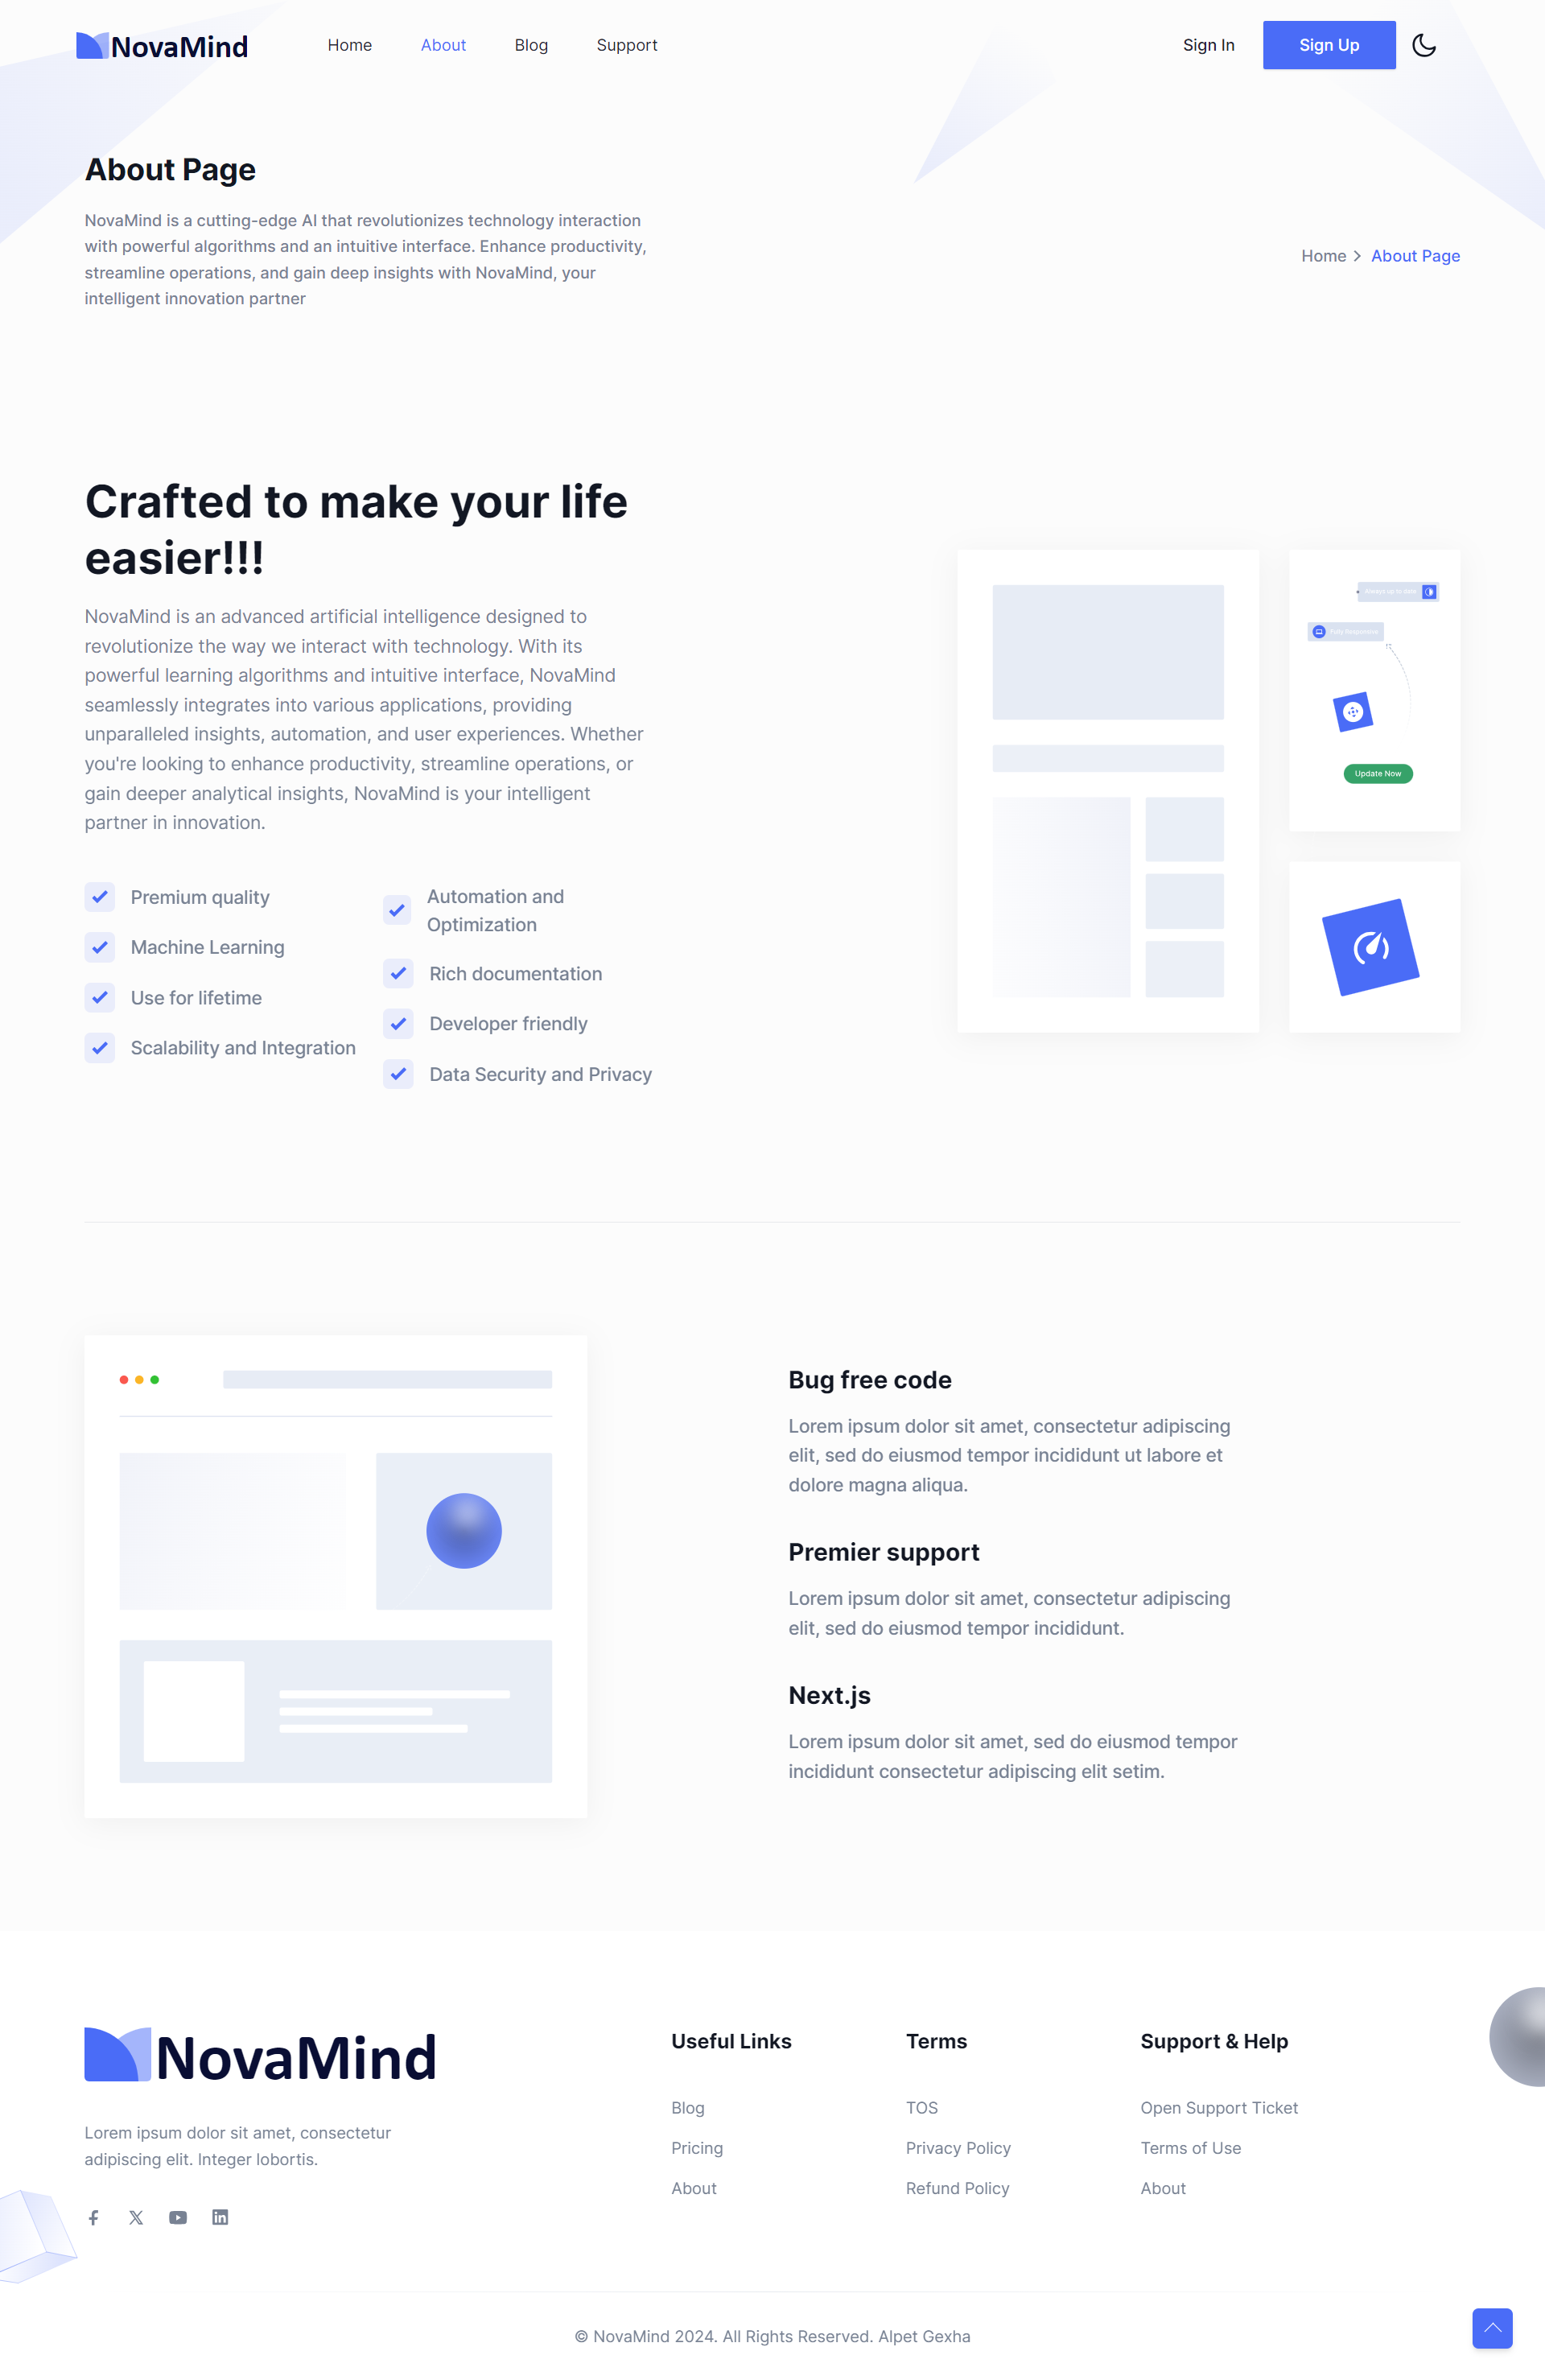 NovaMind
Home
About
Blog
Support
Sign In
Sign Up
About Page
NovaMind is a cutting-edge AI that revolutionizes technology interaction
with powerful algorithms and an intuitive interface. Enhance productivity,
streamline operations, and gain deep insights with NovaMind, your
intelligent innovation partner
Home
About Page
Crafted to make your life
easier!!!
NovaMind is an advanced artificial intelligence designed to
revolutionize the way we interact with technology. With its
powerful learning algorithms and intuitive interface, NovaMind
seamlessly integrates into various applications, providing
unparalleled insights, automation, and user experiences. Whether
you're looking to enhance productivity, streamline operations, or
gain deeper analytical insights, NovaMind is your intelligent
partner in innovation.
Premium quality
Machine Learning
Use for lifetime
Scalability and Integration
Automation and
Optimization
Rich documentation
Developer friendly
Data Security and Privacy
Always up to date
Fully Responsive
Update Now
Bug free code
Lorem ipsum dolor sit amet, consectetur adipiscing
elit, sed do eiusmod tempor incididunt ut labore et
dolore magna aliqua.
Premier support
Lorem ipsum dolor sit amet, consectetur adipiscing
elit, sed do eiusmod tempor incididunt.
Next.js
Lorem ipsum dolor sit amet, sed do eiusmod tempor
incididunt consectetur adipiscing elit setim.
NovaMind
Lorem ipsum dolor sit amet, consectetur
adipiscing elit. Integer lobortis.
Useful Links
Blog
Pricing
About
Terms
TOS
Privacy Policy
Refund Policy
Support & Help
Open Support Ticket
Terms of Use
About
© NovaMind 2024. All Rights Reserved. Alpet Gexha